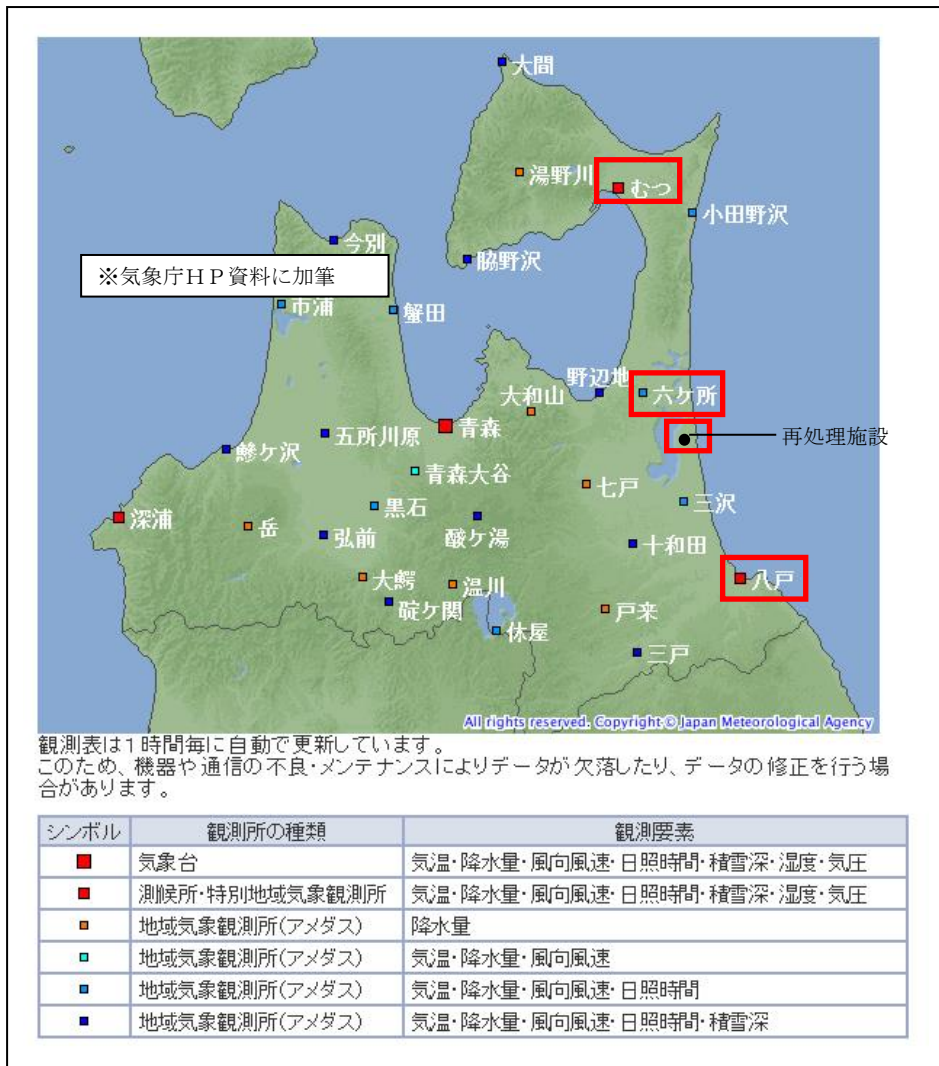 大間
湯野川
むつ
小田野沢
今別
脇野沢
※気象庁HP資料に加筆
市浦
蟹田
野辺地
六ケ所
大和山
青森
再処理施設
五所川原
鰺ケ沢
青森大谷
七戸
三沢
黒石
深浦
岳
弘前
酸ケ湯
十和田
八戸
大鰐
温川
碇ケ関
戸来
休屋
三戸
All rights reserved. Copyright © Japan Meteorological Agency
観測表は1時間毎に自動で更新しています。
このため、機器や通信の不良・メンテナンスによりデータが欠落したり、データの修正を行う場
合があります。
シンボル 観測所の種類 観測要素
気象台 気温・降水量・風向風速・日照時間・積雪深・湿度・気圧
測候所・特別地域気象観測所 気温・降水量・風向風速・日照時間・積雪深・湿度・気圧
地域気象観測所(アメダス) 降水量
地域気象観測所(アメダス) 気温・降水量・風向風速
地域気象観測所(アメダス) 気温・降水量・風向風速・日照時間
地域気象観測所(アメダス) 気温・降水量・風向風速・日照時間・積雪深